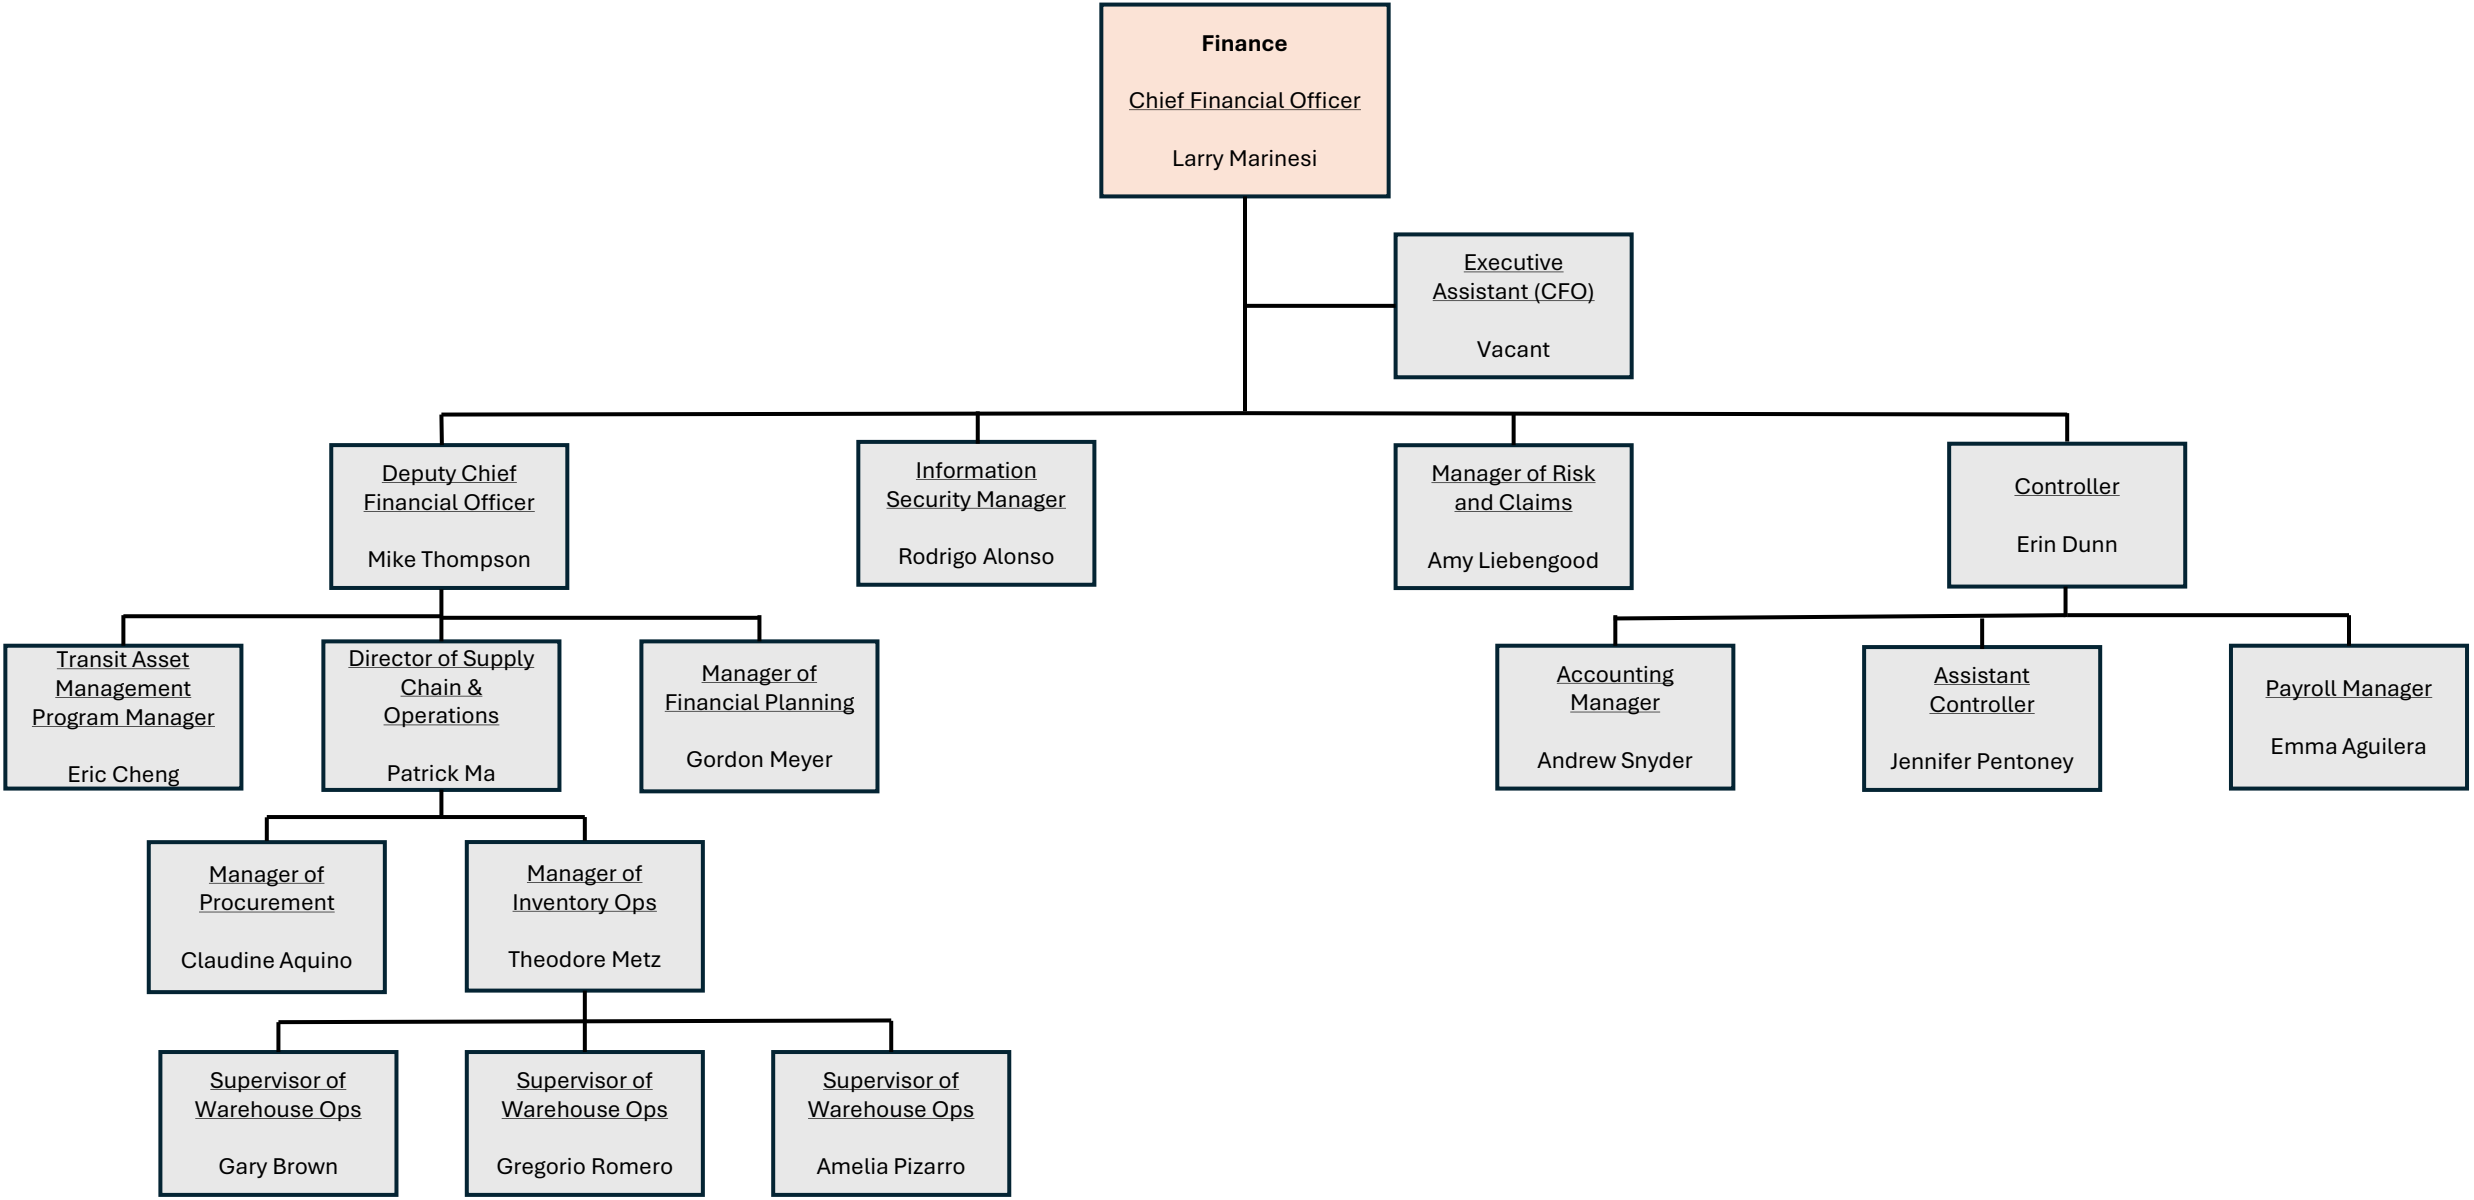 Finance
Chief Financial Officer
Larry Marinesi
Executive
Assistant (CFO)
Vacant
Deputy Chief
Financial Officer
Mike Thompson
Information
Security Manager
Rodrigo Alonso
Manager of Risk
and Claims
Amy Liebengood
Controller
Erin Dunn
Transit Asset
Management
Program Manager
Eric Cheng
Director of Supply
Chain &
Operations
Patrick Ma
Manager of
Financial Planning
Gordon Meyer
Accounting
Manager
Andrew Snyder
Assistant
Controller
Jennifer Pentoney
Payroll Manager
Emma Aguilera
Manager of
Procurement
Claudine Aquino
Manager of
Inventory Ops
Theodore Metz
Supervisor of
Warehouse Ops
Gary Brown
Supervisor of
Warehouse Ops
Gregorio Romero
Supervisor of
Warehouse Ops
Amelia Pizarro